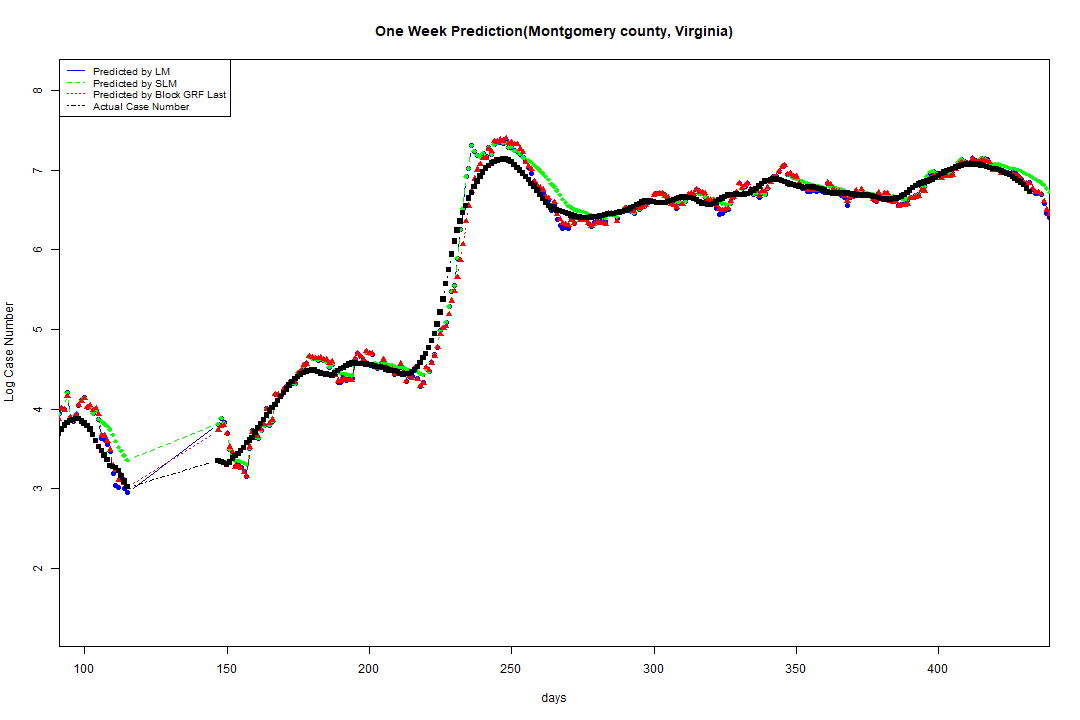 One Week Prediction(Montgomery county, Virginia)
Predicted by LM
Predicted by SLM
Predicted by Block GRF Last
Actual Case Number
8
7
6
5
4
3
2
Log Case Number
100 150 200 250 300 350 400
days